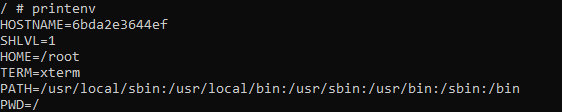 / # printenv
HOSTNAME=6bda2e3644ef
SHLVL=1
HOME=/root
TERM=xterm
PATH=/usr/local/sbin:/usr/local/bin:/usr/sbin:/usr/bin:/sbin:/bin
PWD=/